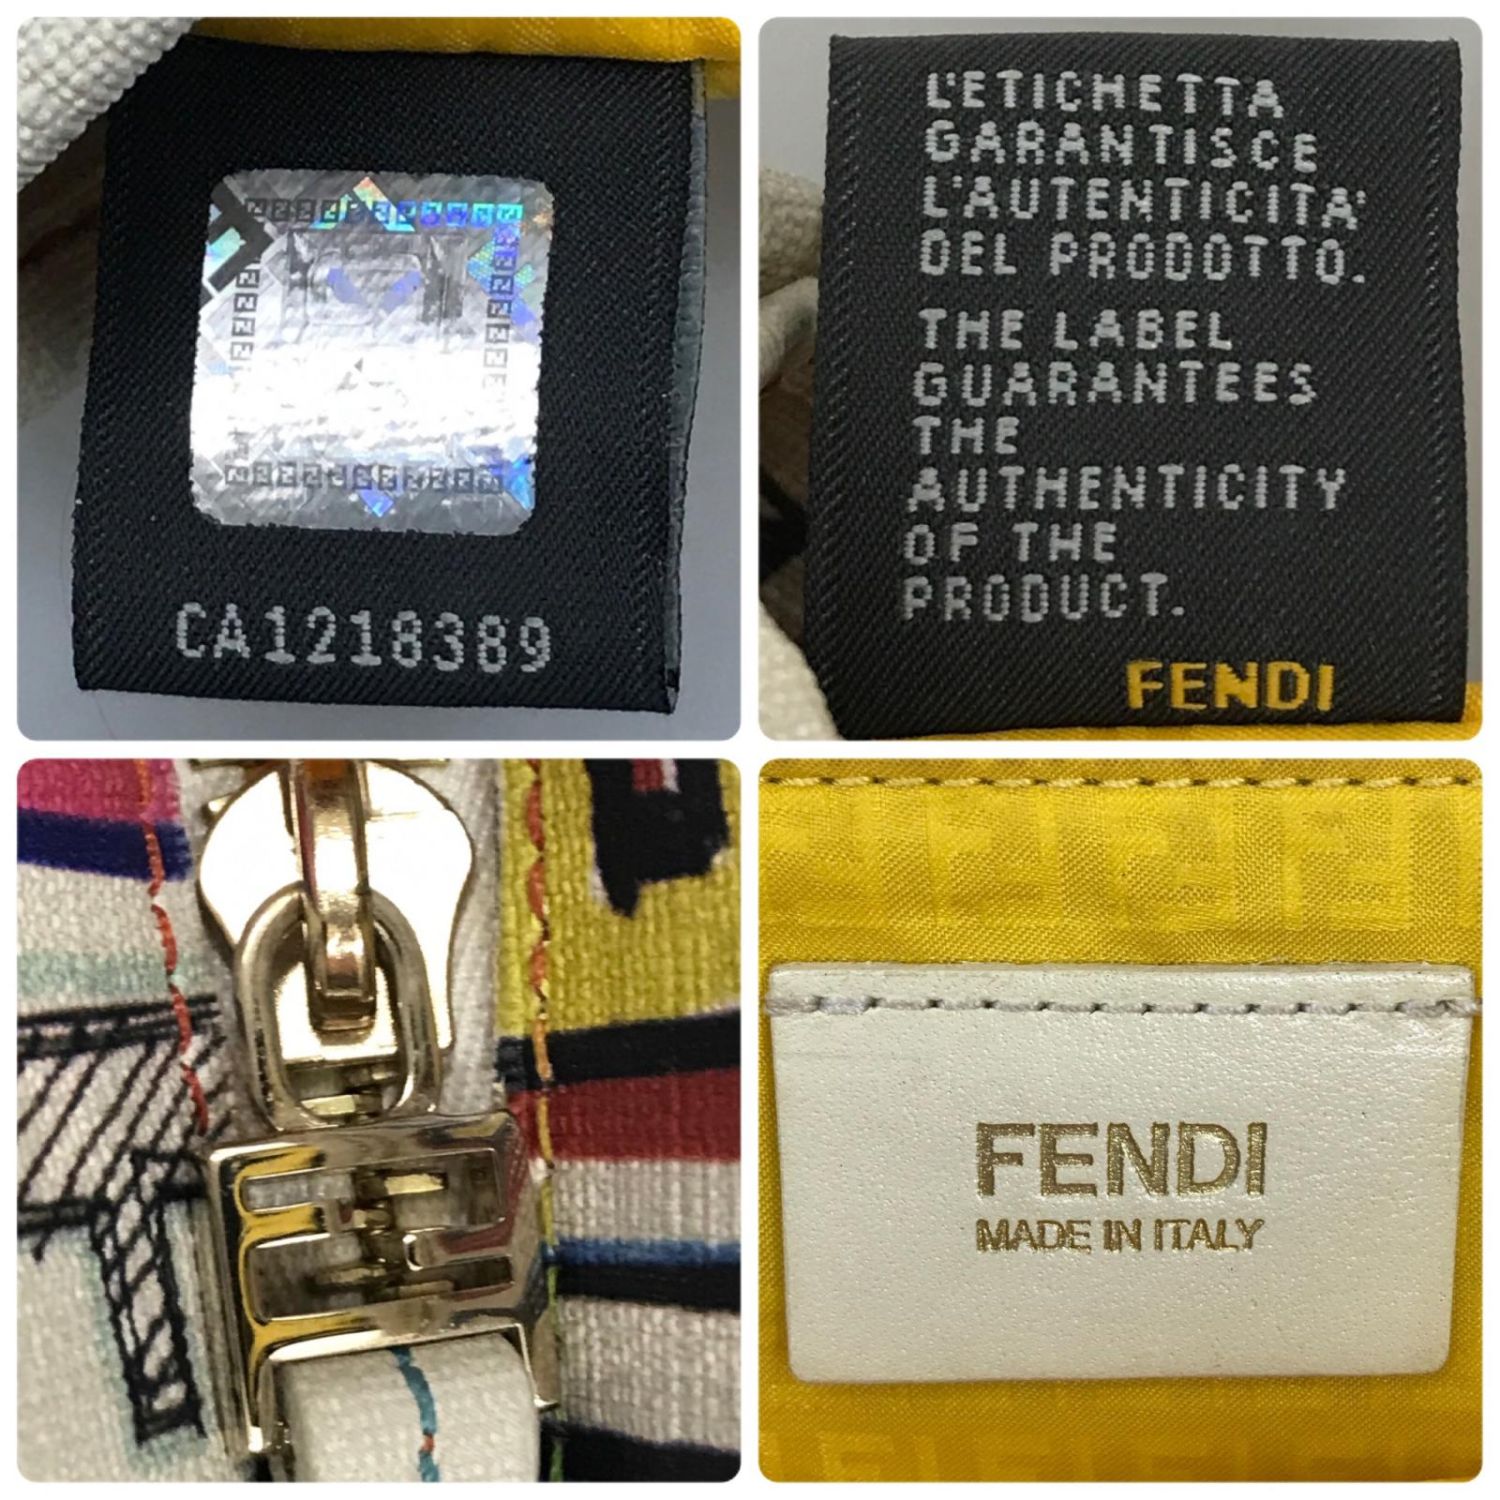 CA1218389
L'ETICHETTA
GARANTISCE
L'AUTENTICITA'
DEL PRODOTTO.
THE LABEL
GUARANTEES
THE
AUTHENTICITY
OF THE
PRODUCT.
FENDI
FENDI
MADE IN ITALY